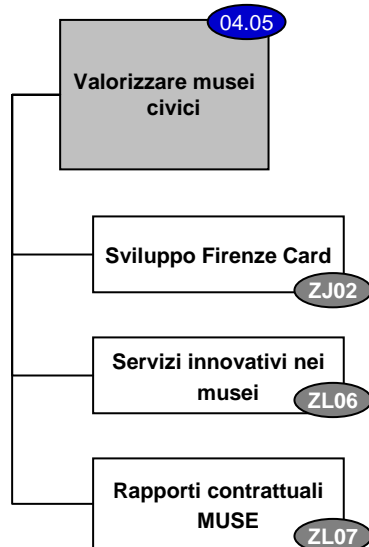 04.05
Valorizzare musei
civici
Sviluppo Firenze Card
ZJ02
Servizi innovativi nei
musei
ZL06
Rapporti contrattuali
MUSE
ZL07